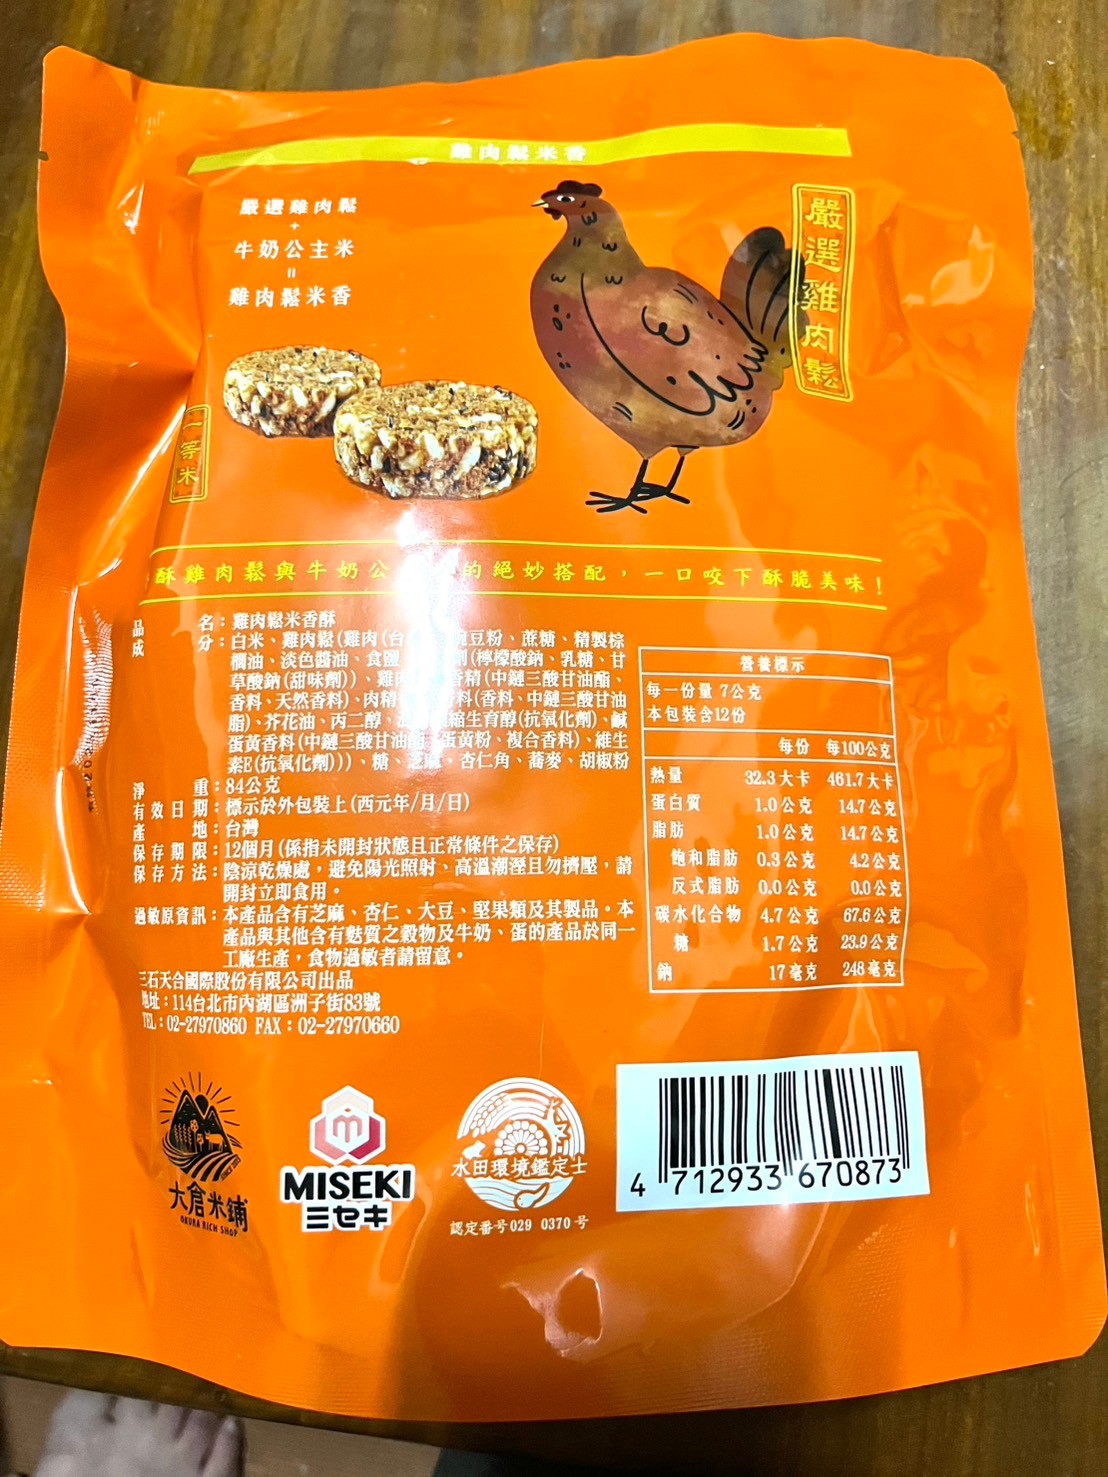 雞肉鬆米香
嚴選雞肉鬆
+
牛奶公主米
=
雞肉鬆米香
嚴選雞肉鬆
一等米
酥雞肉鬆與牛奶公 的絕妙搭配，一口咬下酥脆美味！
品名：雞肉鬆米香酥
成分：白米、雞肉鬆(雞肉(台 豌豆粉、蔗糖、精製棕
櫚油、淡色醬油、食鹽 劑(檸檬酸鈉、乳糖、甘
草酸鈉(甜味劑))、雞 香精(中鏈三酸甘油酯、
香料、天然香料)、肉精 料(香料、中鏈三酸甘油
脂)、芥花油、丙二醇、 縮生育醇(抗氧化劑)、鹹
蛋黃香料(中鏈三酸甘油 蛋黃粉、複合香料)、維生
素E(抗氧化劑)))、糖、芝麻、杏仁角、蕎麥、胡椒粉
淨重：84公克
有效日期：標示於外包裝上(西元年/月/日)
產地：台灣
保存期限：12個月(係指未開封狀態且正常條件之保存)
保存方法：陰涼乾燥處，避免陽光照射、高溫潮溼且勿擠壓，請
開封立即食用。
過敏原資訊：本產品含有芝麻、杏仁、大豆、堅果類及其製品。本
產品與其他含有麩質之穀物及牛奶、蛋的產品於同一
工廠生產，食物過敏者請留意。
三石天合國際股份有限公司出品
地址：114台北市內湖區洲子街83號
TEL：02-27970860 FAX：02-27970660
營養標示
每一份量 7公克
本包裝含12份
每份 每100公克
熱量 32.3大卡 461.7大卡
蛋白質 1.0公克 14.7公克
脂肪 1.0公克 14.7公克
飽和脂肪 0.3公克 4.2公克
反式脂肪 0.0公克 0.0公克
碳水化合物 4.7公克 67.6公克
糖 1.7公克 23.9公克
鈉 17毫克 248毫克
SINCE 2012
大倉米鋪
OKURA RICH SHOP
m
MISEKI
ミセキ
水田環境鑑定士
認定番号029 0370号
4 712933 670873